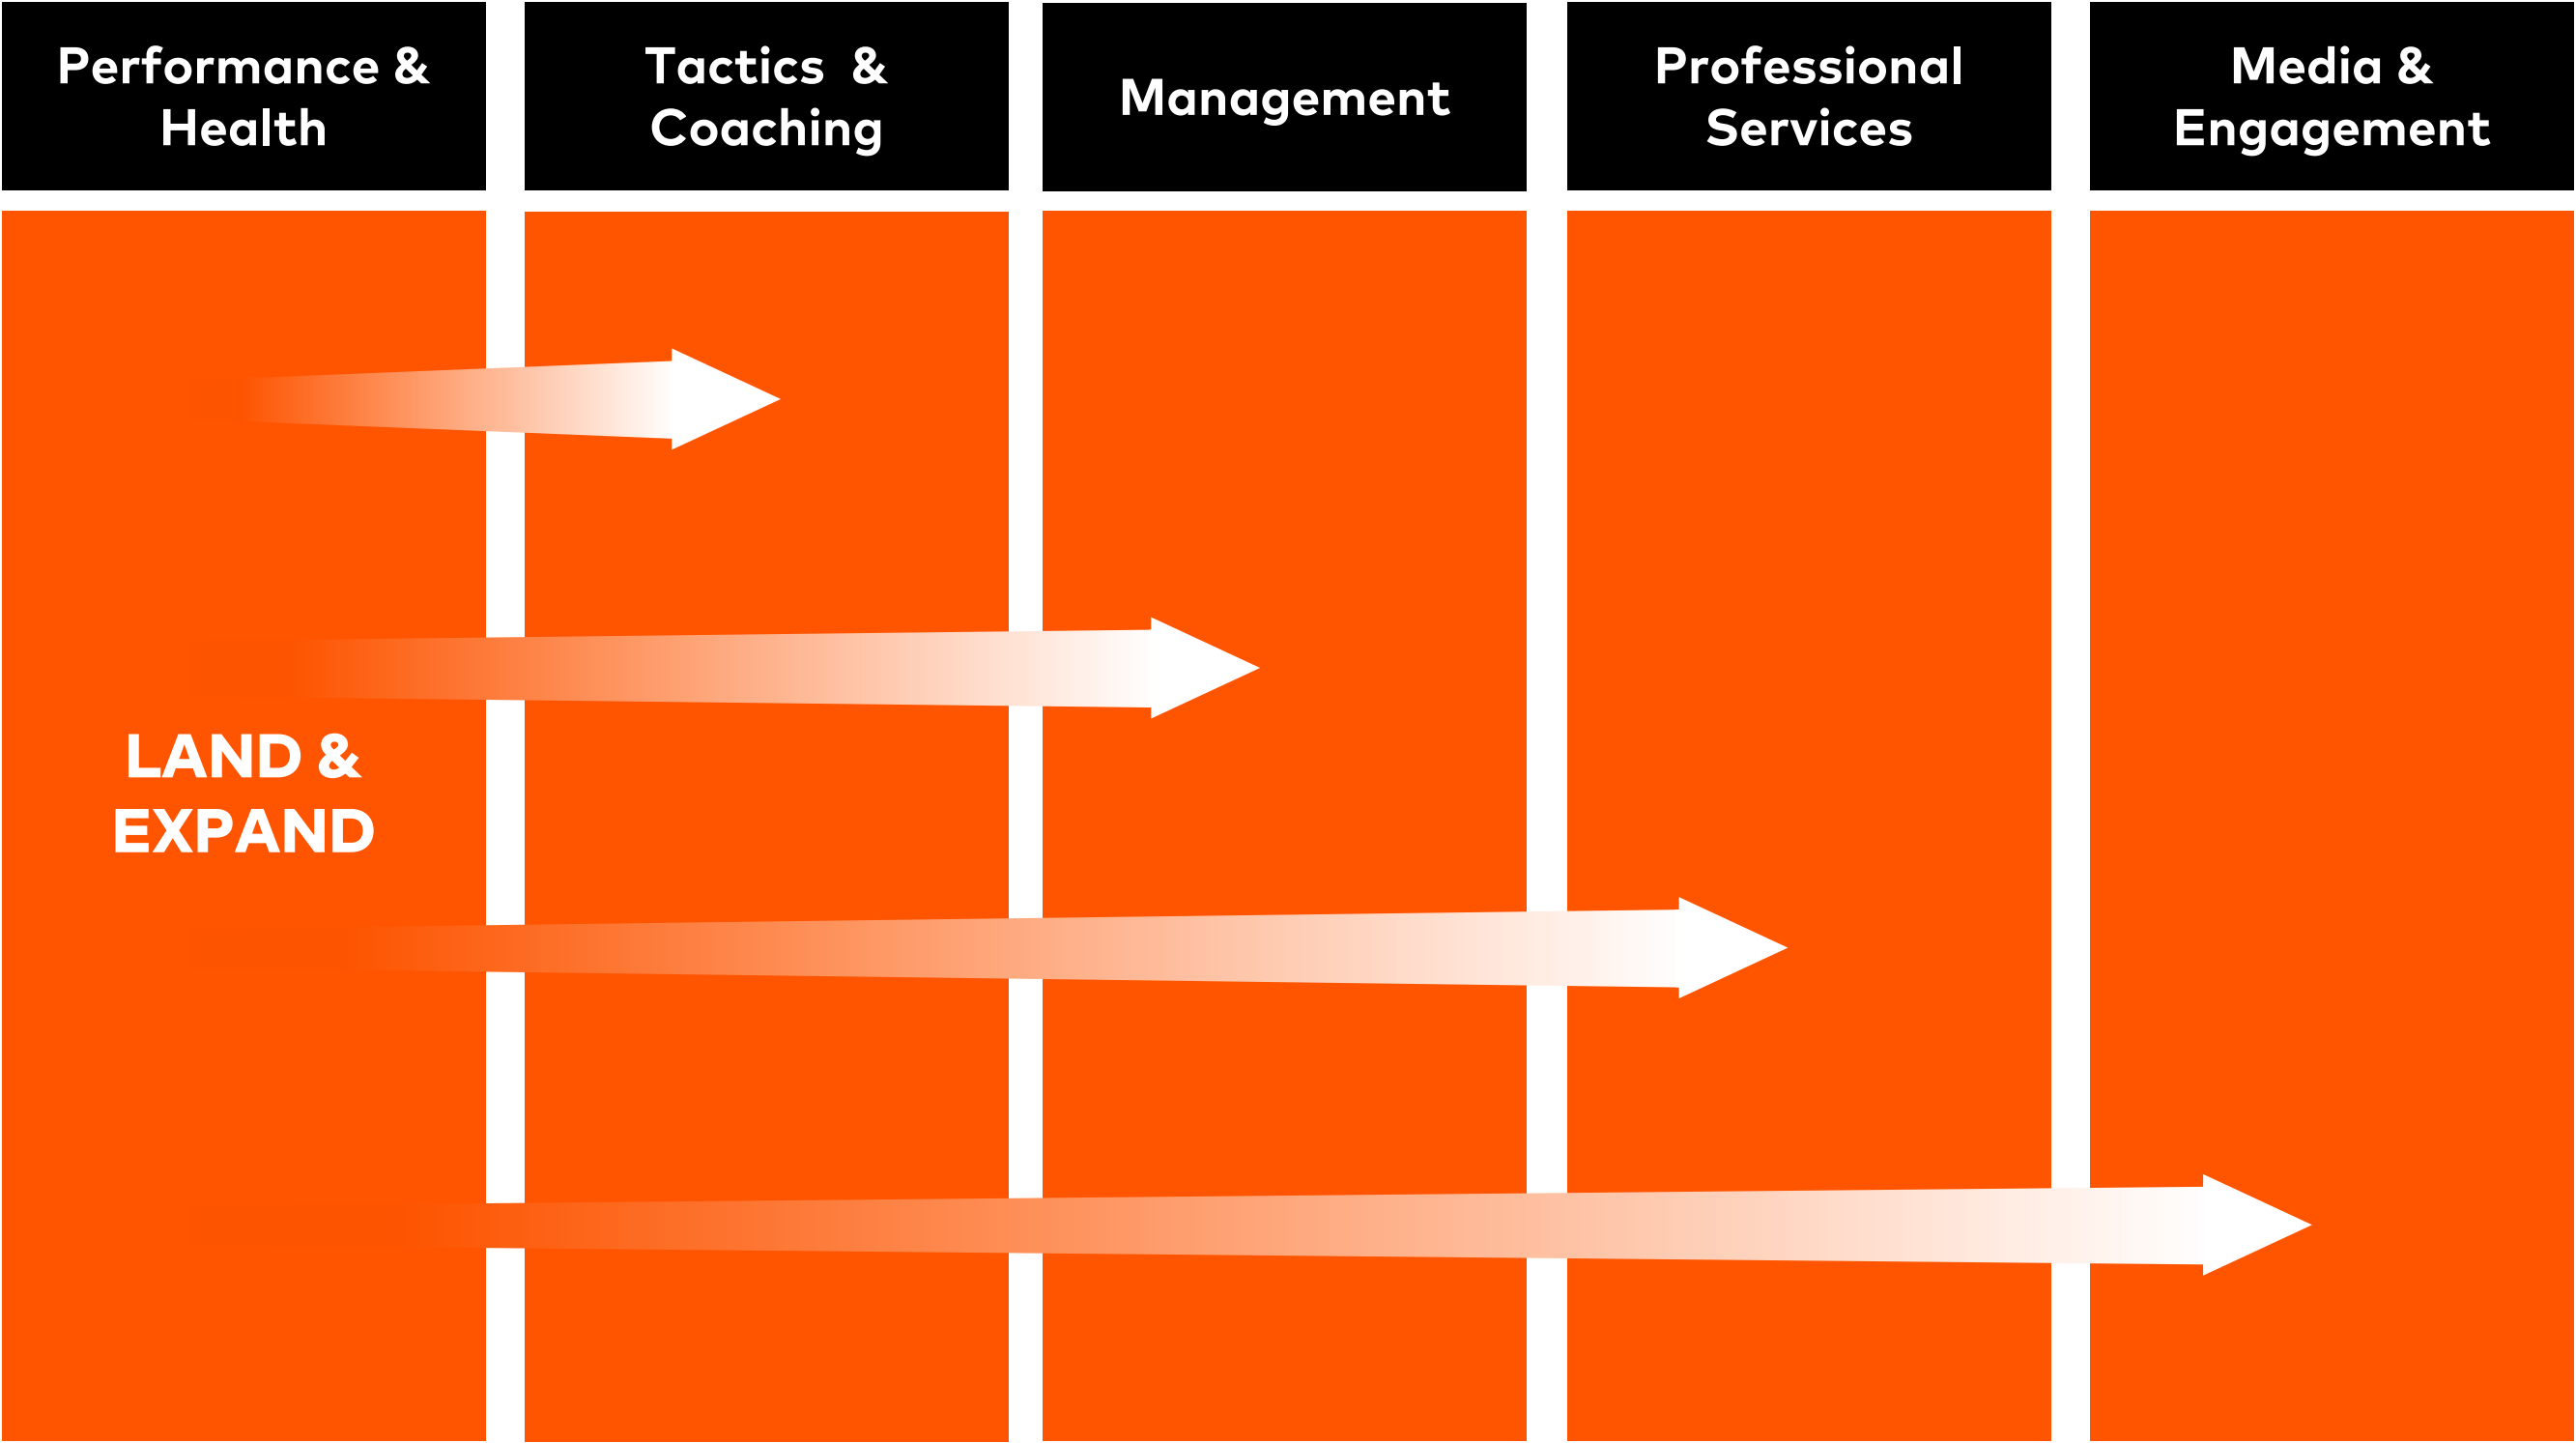 Performance &
Health
Tactics  &
Coaching
Management
Professional
Services
Media &
Engagement
LAND &
EXPAND